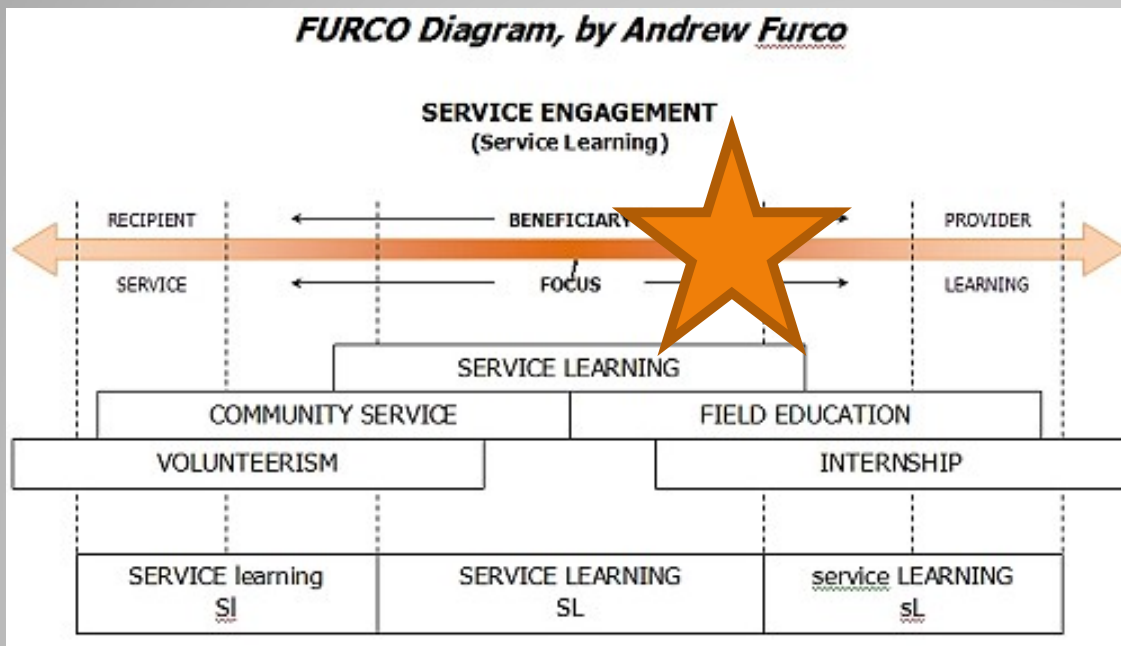 FURCO Diagram, by Andrew Furco
SERVICE ENGAGEMENT
(Service Learning)
RECIPIENT BENEFICIARY PROVIDER
SERVICE FOCUS LEARNING
SERVICE LEARNING
COMMUNITY SERVICE FIELD EDUCATION
VOLUNTEERISM INTERNSHIP
SERVICE learning SERVICE LEARNING service LEARNING
Sl SL sL